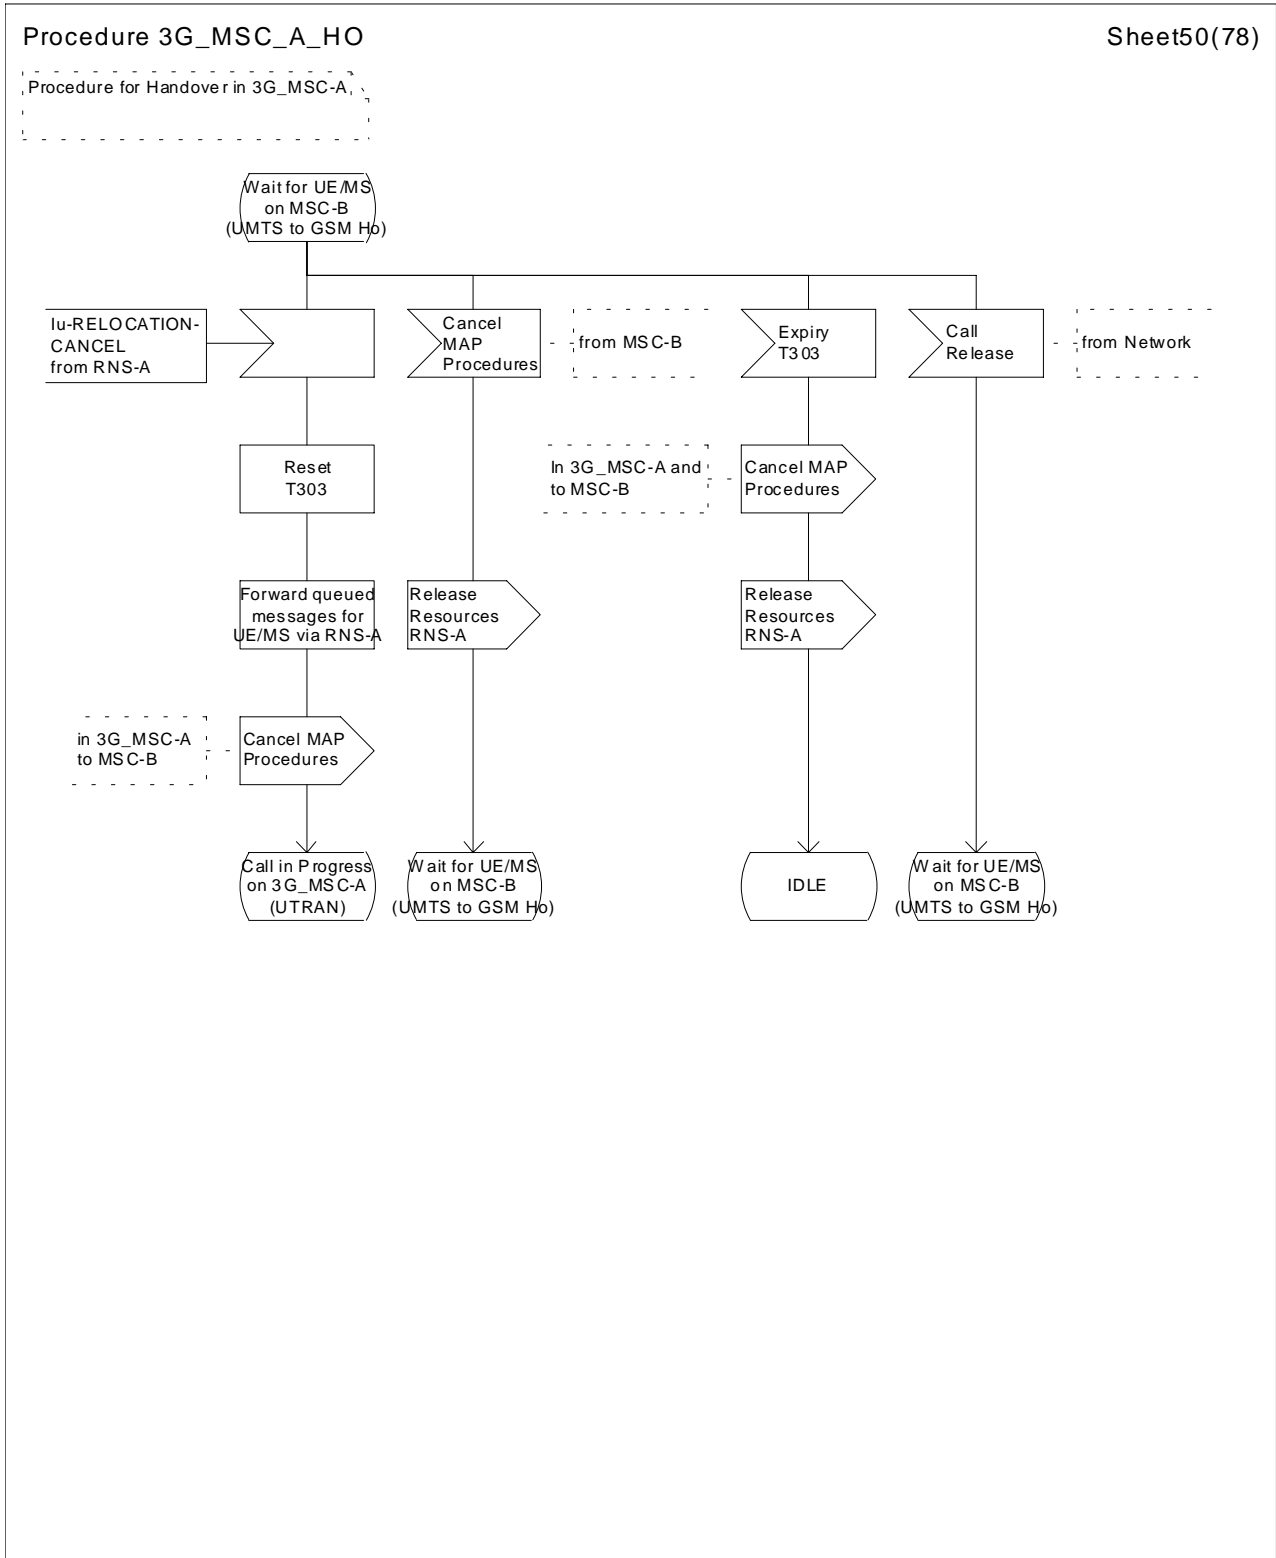 Procedure 3G_MSC_A_HO
Sheet50(78)
Procedure for Handover in 3G_MSC-A
Wait for UE/MS
on MSC-B
(UMTS to GSM Ho)
Iu-RELOCATION-
CANCEL
from RNS-A
Cancel
MAP
Procedures
from MSC-B
Expiry
T303
Call
Release
from Network
Reset
T303
In 3G_MSC-A and
to MSC-B
Cancel MAP
Procedures
Forward queued
messages for
UE/MS via RNS-A
Release
Resources
RNS-A
Release
Resources
RNS-A
in 3G_MSC-A
to MSC-B
Cancel MAP
Procedures
Call in Progress
on 3G_MSC-A
(UTRAN)
Wait for UE/MS
on MSC-B
(UMTS to GSM Ho)
IDLE
Wait for UE/MS
on MSC-B
(UMTS to GSM Ho)